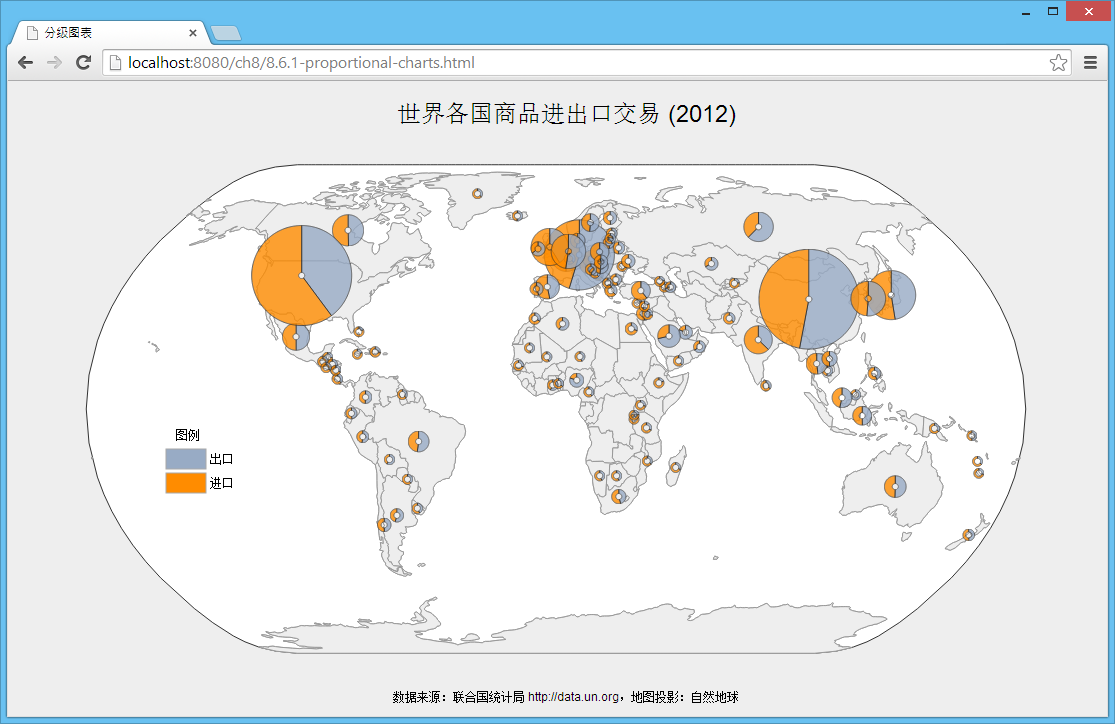 分级图表
localhost:8080/ch8/8.6.1-proportional-charts.html
世界各国商品进出口交易 (2012)
图例
出口
进口
数据来源：联合国统计局 http://data.un.org，地图投影：自然地球